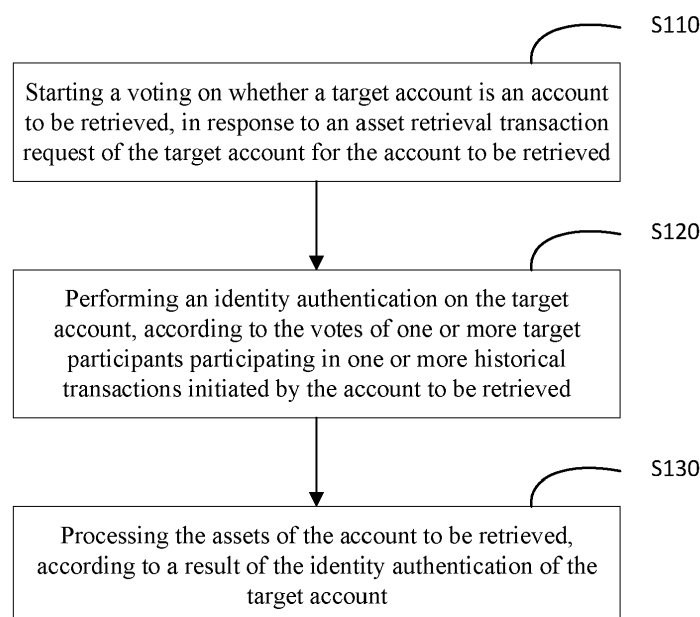 S110
Starting a voting on whether a target account is an account
to be retrieved, in response to an asset retrieval transaction
request of the target account for the account to be retrieved
S120
Performing an identity authentication on the target
account, according to the votes of one or more target
participants participating in one or more historical
transactions initiated by the account to be retrieved
S130
Processing the assets of the account to be retrieved,
according to a result of the identity authentication of the
target account